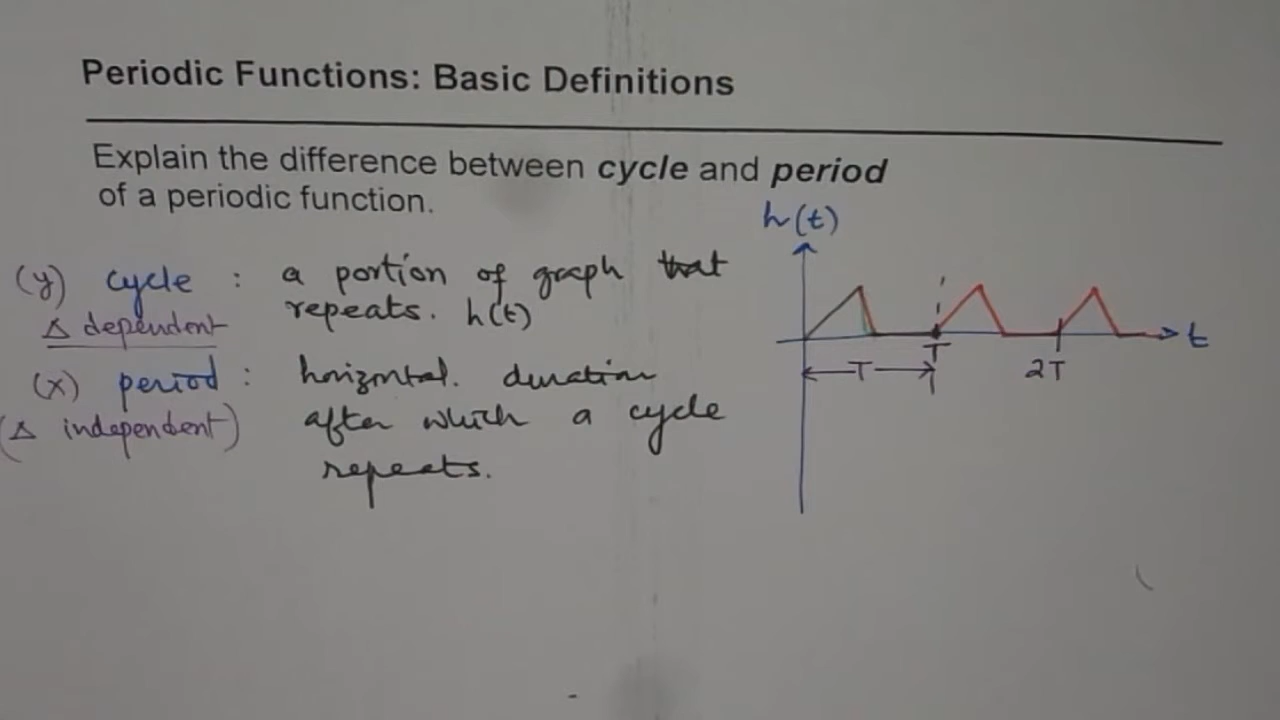 Periodic Functions: Basic Definitions
Explain the difference between cycle and period
of a periodic function.
(y) cycle : a portion of graph that
Δ dependent repeats. h(t)
(x) period : horizontal. duration
(Δ independent) after which a cycle
repeats.
h(t)
t
T
T 2T